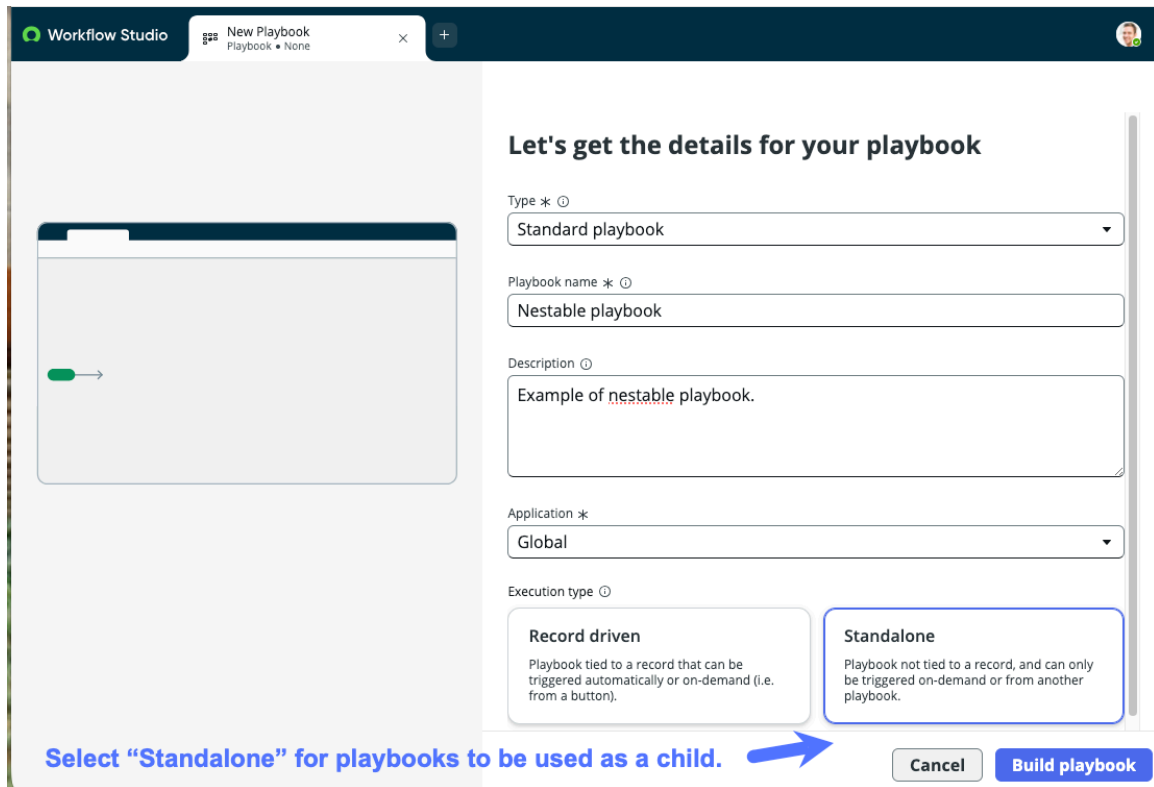 Workflow Studio
New Playbook
Playbook • None
Let's get the details for your playbook
Type *
Standard playbook
Playbook name *
Nestable playbook
Description
Example of nestable playbook.
Application *
Global
Execution type
Record driven
Playbook tied to a record that can be
triggered automatically or on-demand (i.e.
from a button).
Standalone
Playbook not tied to a record, and can only
be triggered on-demand or from another
playbook.
Select “Standalone” for playbooks to be used as a child.
Cancel
Build playbook